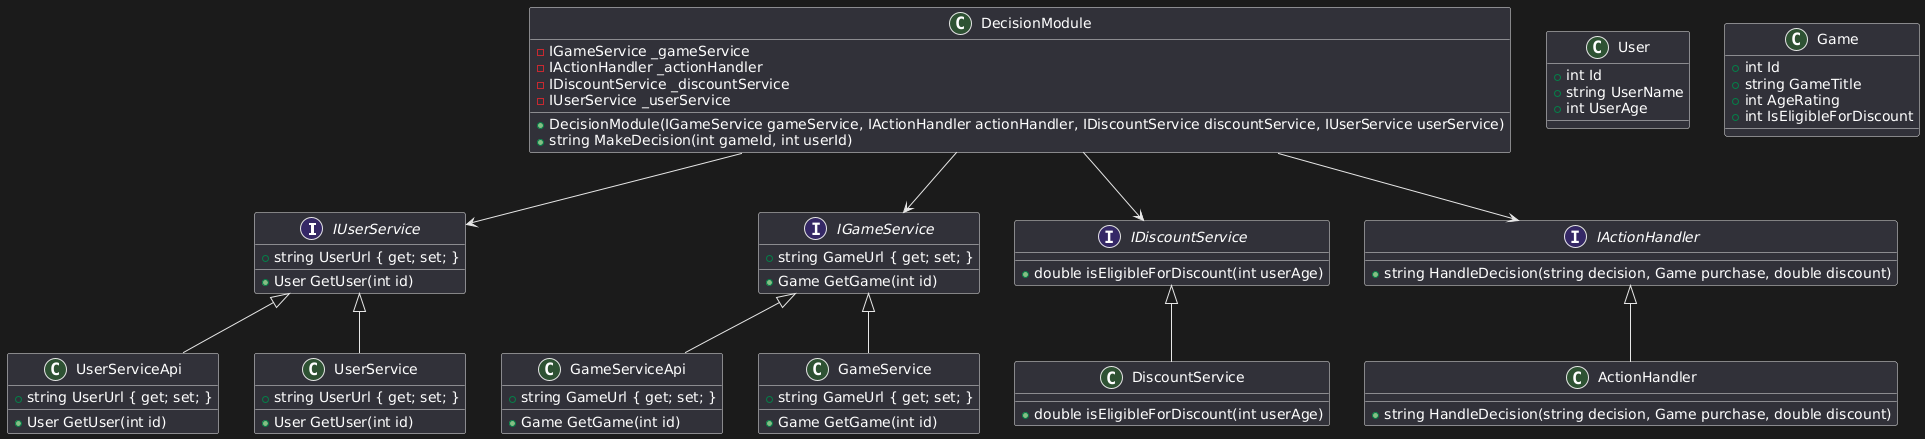 C DecisionModule
IGameService _gameService
IActionHandler _actionHandler
IDiscountService _discountService
IUserService _userService
DecisionModule(IGameService gameService, IActionHandler actionHandler, IDiscountService discountService, IUserService userService)
string MakeDecision(int gameId, int userId)
C User
int Id
string UserName
int UserAge
C Game
int Id
string GameTitle
int AgeRating
int IsEligibleForDiscount
I IUserService
string UserUrl { get; set; }
User GetUser(int id)
I IGameService
string GameUrl { get; set; }
Game GetGame(int id)
I IDiscountService
double isEligibleForDiscount(int userAge)
I IActionHandler
string HandleDecision(string decision, Game purchase, double discount)
C UserServiceApi
string UserUrl { get; set; }
User GetUser(int id)
C UserService
string UserUrl { get; set; }
User GetUser(int id)
C GameServiceApi
string GameUrl { get; set; }
Game GetGame(int id)
C GameService
string GameUrl { get; set; }
Game GetGame(int id)
C DiscountService
double isEligibleForDiscount(int userAge)
C ActionHandler
string HandleDecision(string decision, Game purchase, double discount)